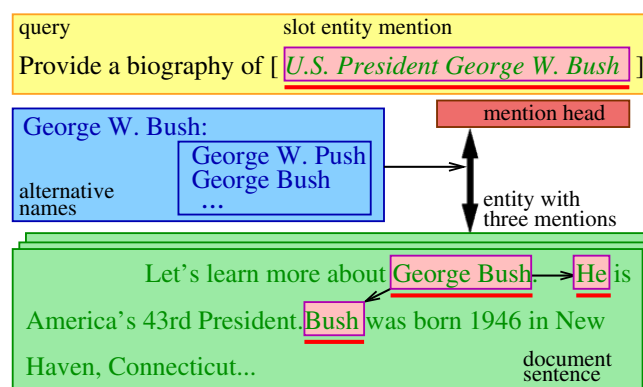 query
slot entity mention
Provide a biography of [ U.S. President George W. Bush ]
mention head
George W. Bush:
George W. Push
George Bush
...
alternative
names
entity with
three mentions
Let's learn more about George Bush. He is
America's 43rd President. Bush was born 1946 in New
Haven, Connecticut...
document
sentence